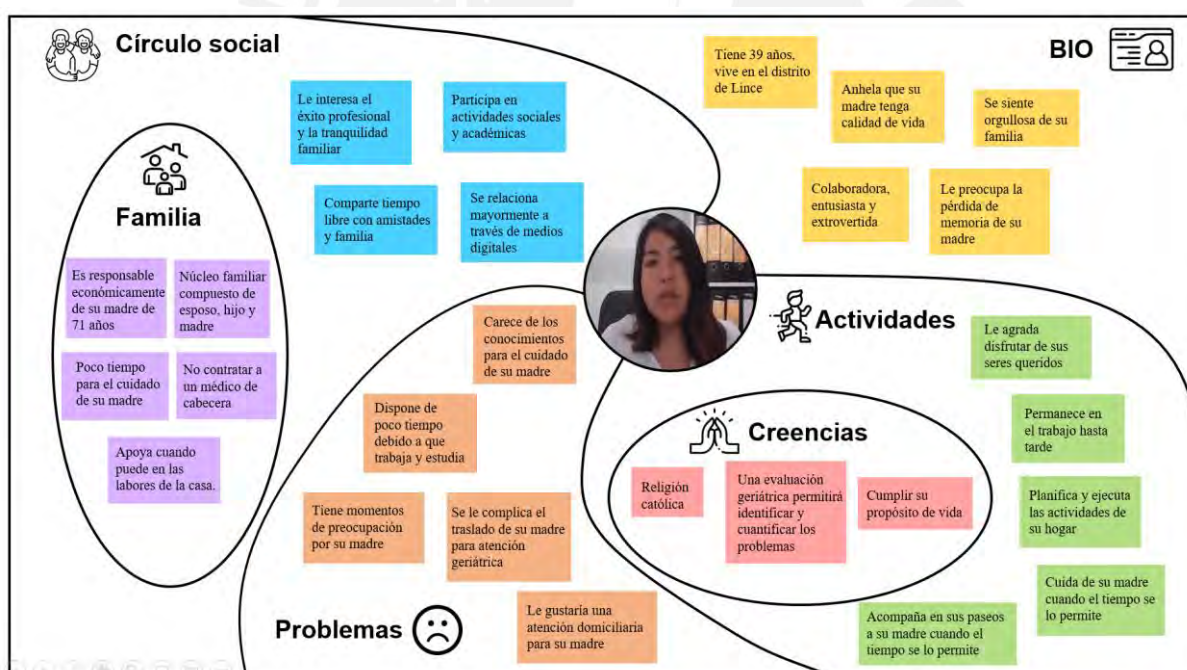 Círculo social
Le interesa el
éxito profesional
y la tranquilidad
familiar
Participa en
actividades sociales
y académicas
Comparte tiempo
libre con amistades
y familia
Se relaciona
mayormente a
través de medios
digitales
BIO
Tiene 39 años,
vive en el distrito
de Lince
Anhela que su
madre tenga
calidad de vida
Se siente
orgullosa de su
familia
Colaboradora,
entusiasta y
extrovertida
Le preocupa la
pérdida de
memoria de su
madre
Familia
Es responsable
económicamente
de su madre de
71 años
Núcleo familiar
compuesto de
esposo, hijo y
madre
Poco tiempo
para el cuidado
de su madre
No contratar a
un médico de
cabecera
Apoya cuando
puede en las
labores de la casa.
Carece de los
conocimientos
para el cuidado
de su madre
Dispone de
poco tiempo
debido a que
trabaja y estudia
Tiene momentos
de preocupación
por su madre
Se le complica el
traslado de su madre
para atención
geriátrica
Le gustaría una
atención domiciliaria
para su madre
Problemas
Actividades
Le agrada
disfrutar de sus
seres queridos
Permanece en
el trabajo hasta
tarde
Planifica y ejecuta
las actividades de
su hogar
Cuida de su madre
cuando el tiempo se
lo permite
Acompaña en sus paseos
a su madre cuando el
tiempo se lo permite
Creencias
Religión
católica
Una evaluación
geriátrica permitirá
identificar y
cuantificar los
problemas
Cumplir su
propósito de vida